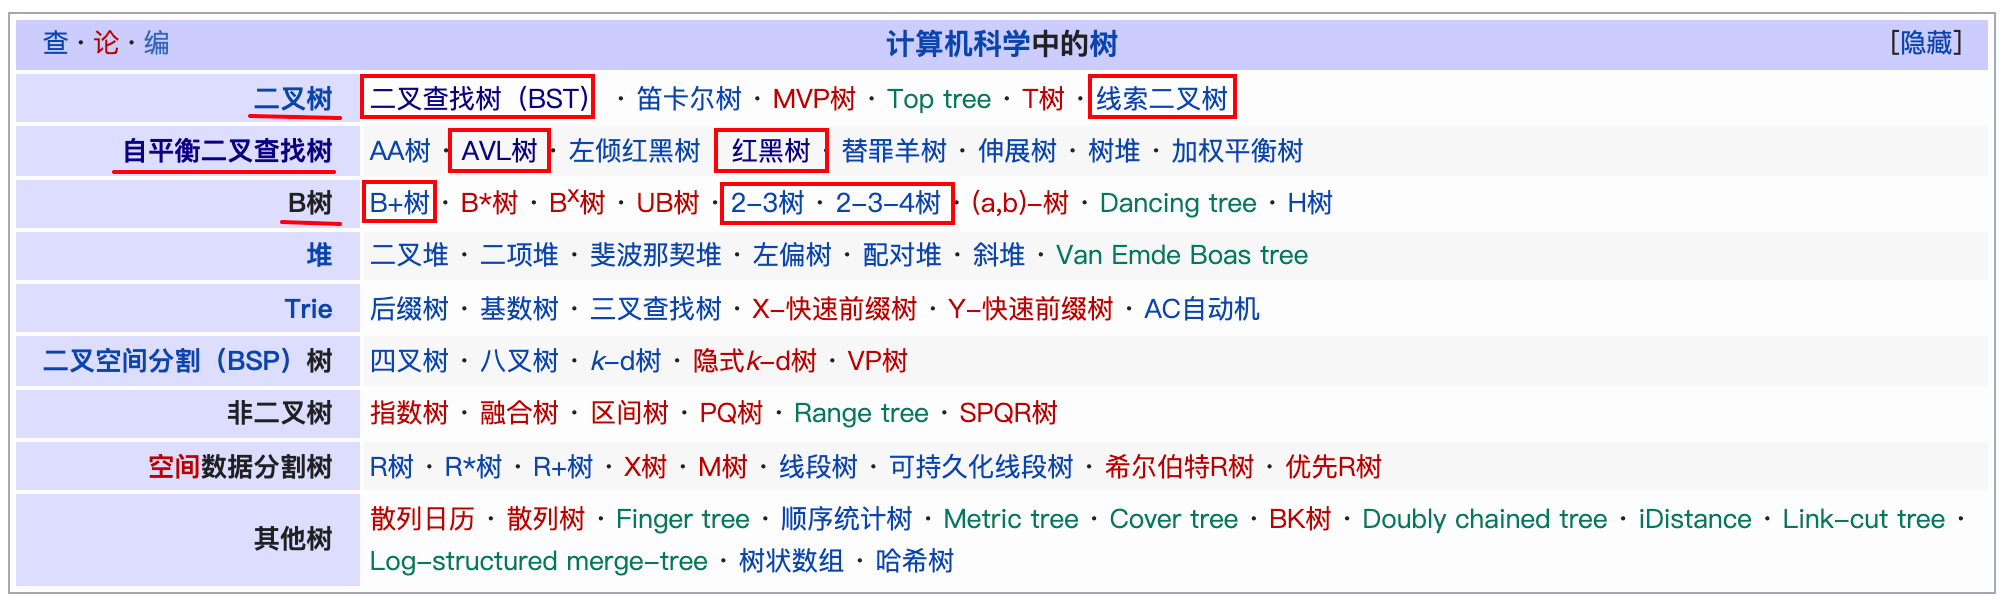 查 · 论 · 编 计算机科学中的树 [隐藏]
二叉树 二叉查找树（BST） · 笛卡尔树 · MVP树 · Top tree · T树 · 线索二叉树
自平衡二叉查找树 AA树 · AVL树 · 左倾红黑树 · 红黑树 · 替罪羊树 · 伸展树 · 树堆 · 加权平衡树
B树 B+树 · B*树 · Bˣ树 · UB树 · 2-3树 · 2-3-4树 · (a,b)-树 · Dancing tree · H树
堆 二叉堆 · 二项堆 · 斐波那契堆 · 左偏树 · 配对堆 · 斜堆 · Van Emde Boas tree
Trie 后缀树 · 基数树 · 三叉查找树 · X-快速前缀树 · Y-快速前缀树 · AC自动机
二叉空间分割（BSP）树 四叉树 · 八叉树 · k-d树 · 隐式k-d树 · VP树
非二叉树 指数树 · 融合树 · 区间树 · PQ树 · Range tree · SPQR树
空间数据分割树 R树 · R*树 · R+树 · X树 · M树 · 线段树 · 可持久化线段树 · 希尔伯特R树 · 优先R树
其他树 散列日历 · 散列树 · Finger tree · 顺序统计树 · Metric tree · Cover tree · BK树 · Doubly chained tree · iDistance · Link-cut tree ·
Log-structured merge-tree · 树状数组 · 哈希树